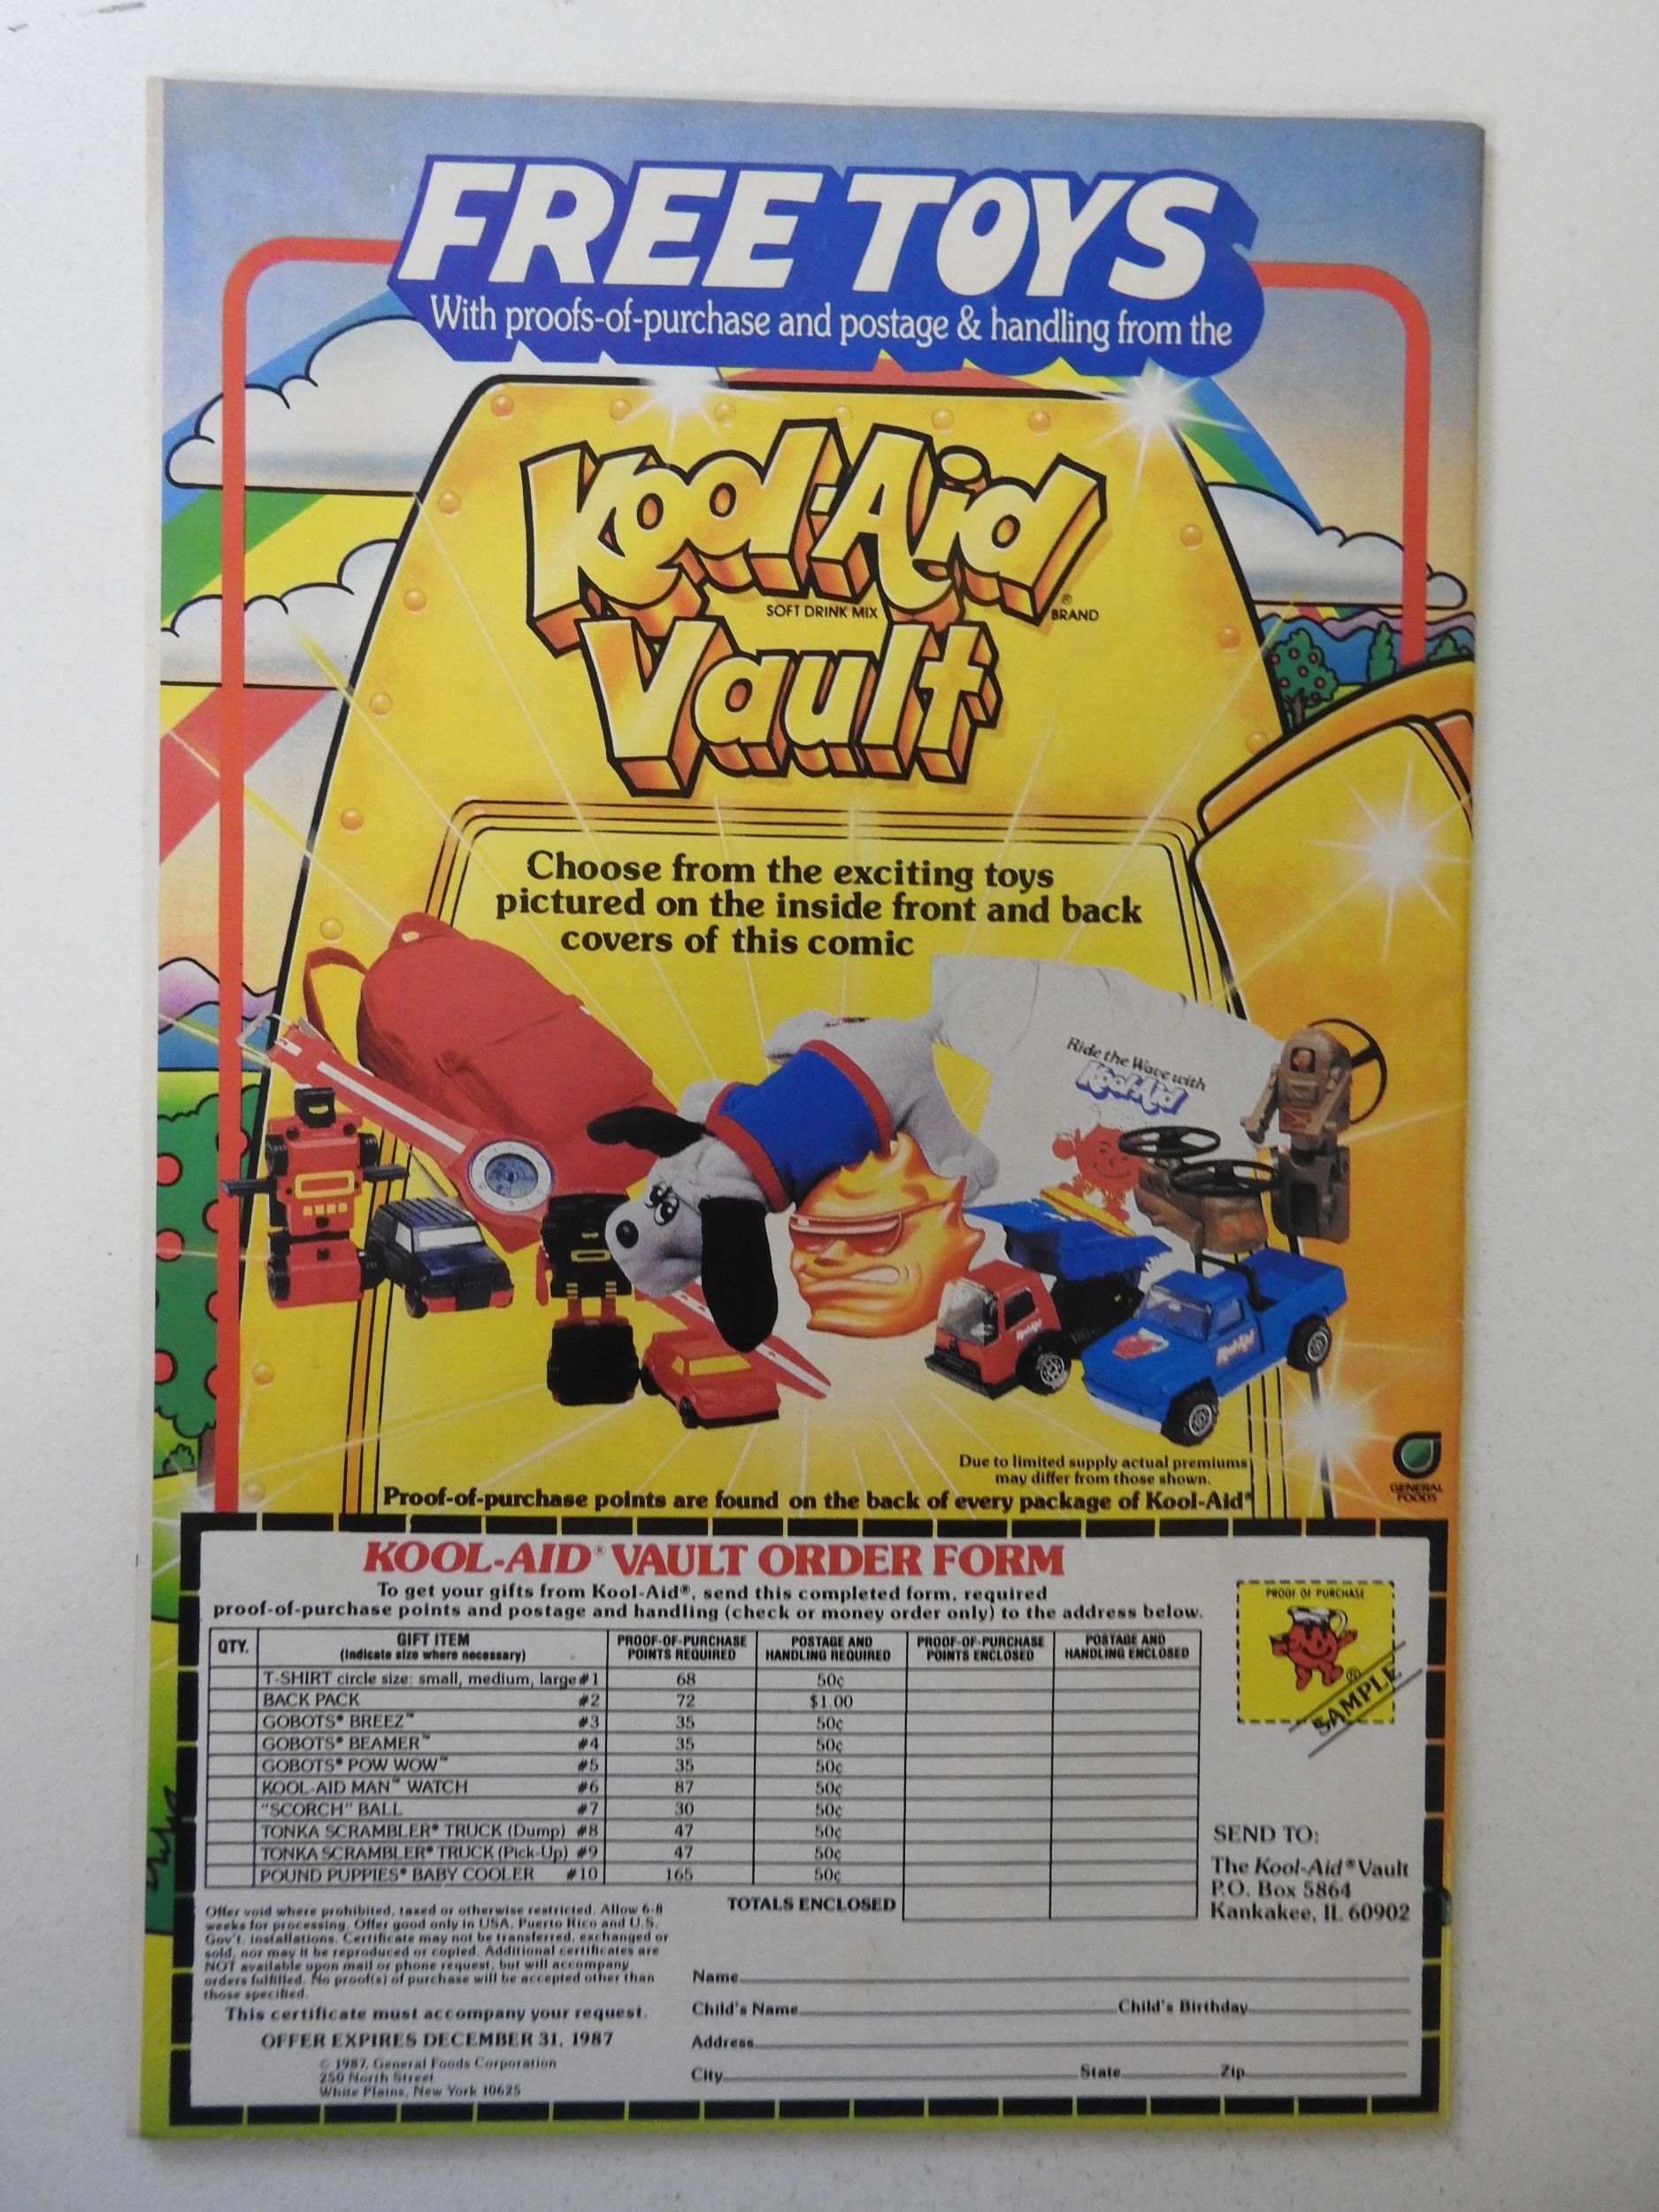 FREE TOYS
With proofs-of-purchase and postage & handling from the
Kool-Aid®
SOFT DRINK MIX BRAND
Vault
Choose from the exciting toys
pictured on the inside front and back
covers of this comic
Ride the Wave with
Kool-Aid
Kool-Aid
Kool-Aid
Due to limited supply actual premiums
may differ from those shown.
GENERAL
FOODS
Proof-of-purchase points are found on the back of every package of Kool-Aid®
KOOL-AID® VAULT ORDER FORM
To get your gifts from Kool-Aid®, send this completed form, required
proof-of-purchase points and postage and handling (check or money order only) to the address below.
PROOF OF PURCHASE
®
SAMPLE
QTY. GIFT ITEM (indicate size where necessary) PROOF-OF-PURCHASE POINTS REQUIRED POSTAGE AND HANDLING REQUIRED PROOF-OF-PURCHASE POINTS ENCLOSED POSTAGE AND HANDLING ENCLOSED
T-SHIRT circle size: small, medium, large #1 68 50¢
BACK PACK #2 72 $1.00
GOBOTS® BREEZ™ #3 35 50¢
GOBOTS® BEAMER™ #4 35 50¢
GOBOTS® POW WOW™ #5 35 50¢
KOOL-AID MAN™ WATCH #6 87 50¢
"SCORCH" BALL #7 30 50¢
TONKA SCRAMBLER® TRUCK (Dump) #8 47 50¢
TONKA SCRAMBLER® TRUCK (Pick-Up) #9 47 50¢
POUND PUPPIES® BABY COOLER #10 165 50¢
TOTALS ENCLOSED
SEND TO:
The Kool-Aid® Vault
P.O. Box 5864
Kankakee, IL 60902
Offer void where prohibited, taxed or otherwise restricted. Allow 6-8
weeks for processing. Offer good only in USA, Puerto Rico and U.S.
Gov't. installations. Certificate may not be transferred, exchanged or
sold, nor may it be reproduced or copied. Additional certificates are
NOT available upon mail or phone request, but will accompany
orders fulfilled. No proof(s) of purchase will be accepted other than
those specified.
This certificate must accompany your request.
OFFER EXPIRES DECEMBER 31, 1987
© 1987, General Foods Corporation
250 North Street
White Plains, New York 10625
Name
Child's Name Child's Birthday
Address
City State Zip